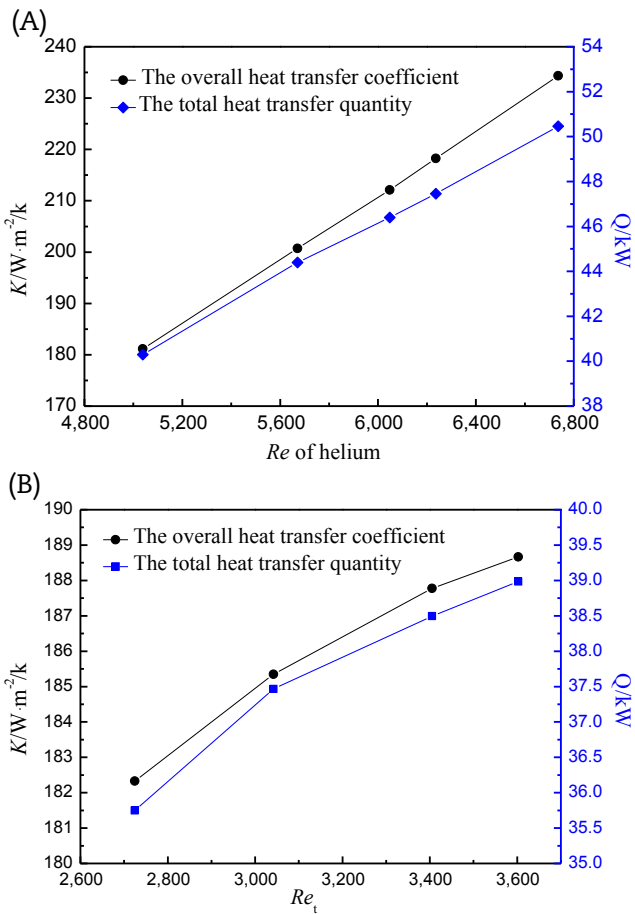 (A)
240
235
220
210
200
190
180
170
K/W·m⁻²/k
The overall heat transfer coefficient
The total heat transfer quantity
54
52
50
48
46
44
42
40
38
Q/kW
4,800 5,200 5,600 6,000 6,400 6,800
Re of helium
(B)
190
189
188
187
186
185
184
183
182
181
180
K/W·m⁻²/k
The overall heat transfer coefficient
The total heat transfer quantity
40.0
39.5
39.0
38.5
38.0
37.5
37.0
36.5
36.0
35.5
35.0
Q/kW
2,600 2,800 3,000 3,200 3,400 3,600
Reₜ